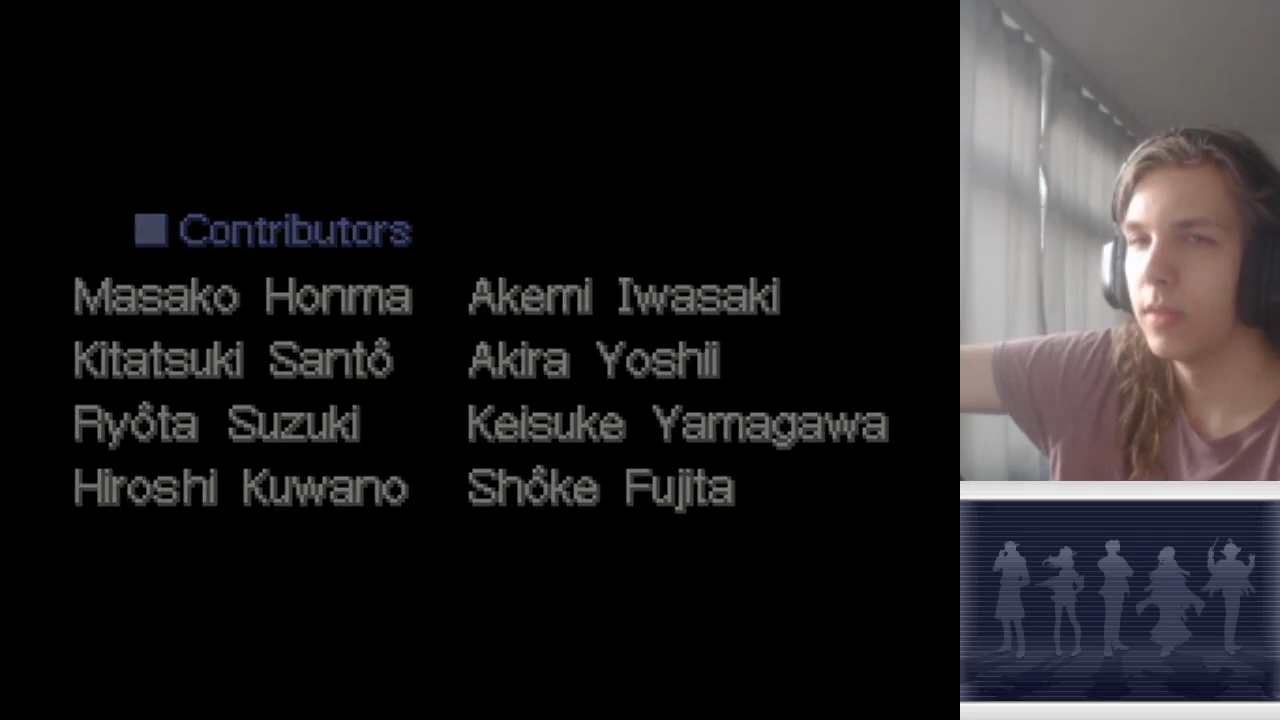 Contributors
Masako Honma Akemi Iwasaki
Kitatsuki Santô Akira Yoshii
Ryôta Suzuki Keisuke Yamagawa
Hiroshi Kuwano Shôke Fujita